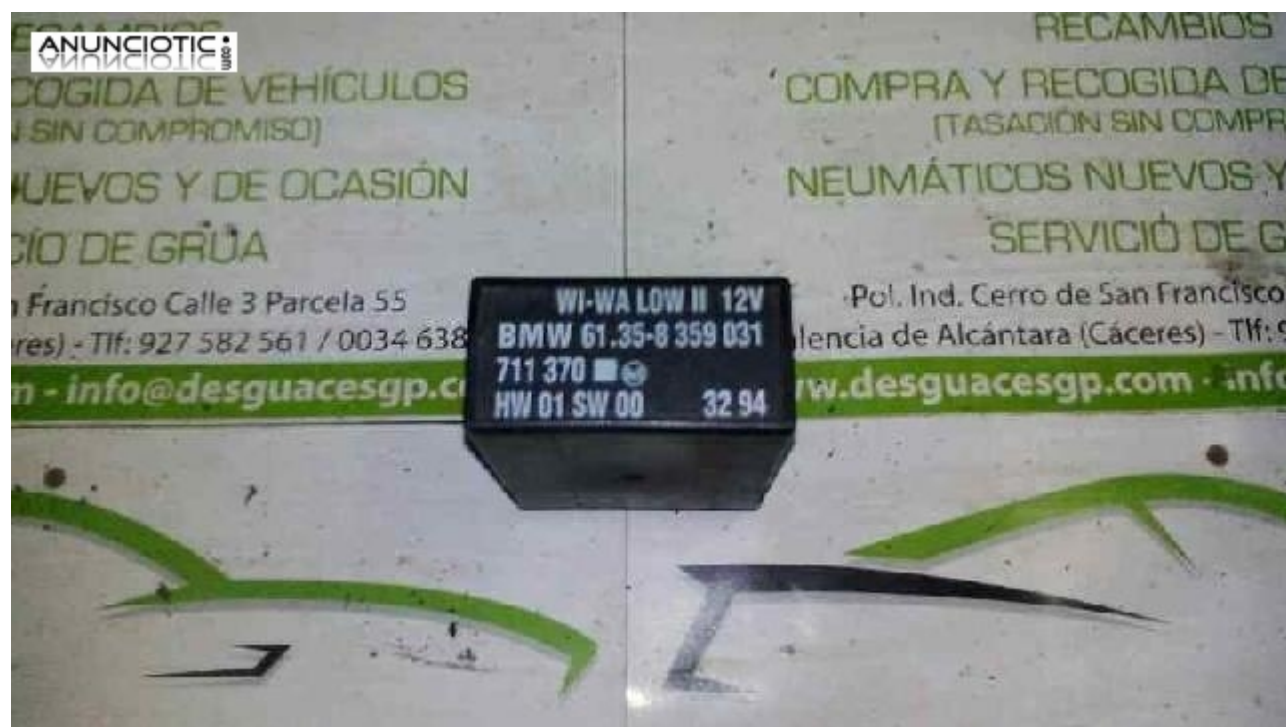 ANUNCIOTIC.com
RECAMBIOS
COGIDA DE VEHÍCULOS
N SIN COMPROMISO)
NUEVOS Y DE OCASIÓN
CIO DE GRÚA
n Francisco Calle 3 Parcela 55
res) - Tlf: 927 582 561 / 0034 638
m - info@desguacesgp.c
RECAMBIOS
COMPRA Y RECOGIDA DE
(TASACIÓN SIN COMPR
NEUMÁTICOS NUEVOS Y
SERVICIO DE G
Pol. Ind. Cerro de San Francisco
lencia de Alcántara (Cáceres) - Tlf:
w.desguacesgp.com - info
WI-WA LOW II 12V
BMW 61.35-8 359 031
711 370
HW 01 SW 00 32 94